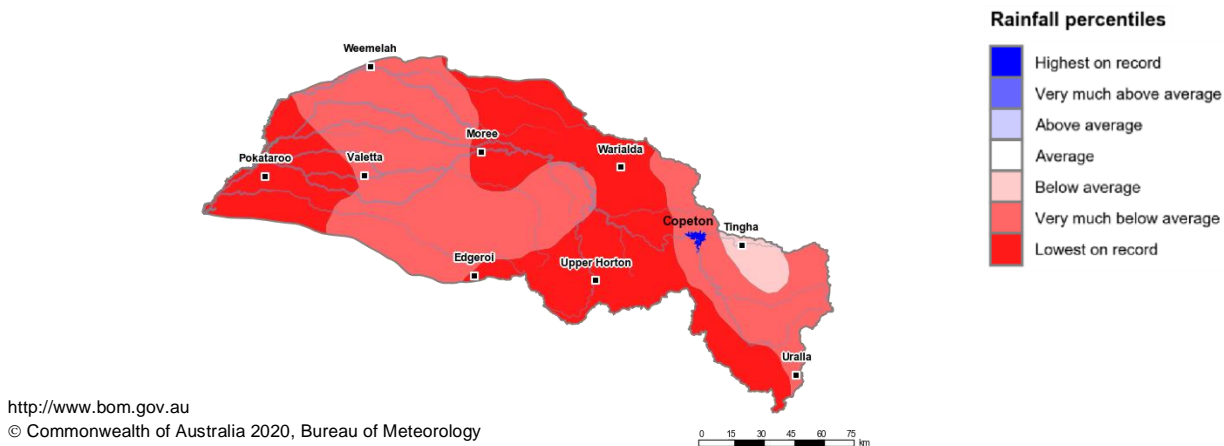 Rainfall percentiles
Highest on record
Very much above average
Above average
Average
Below average
Very much below average
Lowest on record
Weemelah
Moree
Warialda
Pokataroo
Valetta
Copeton
Tingha
Edgeroi
Upper Horton
Uralla
http://www.bom.gov.au
© Commonwealth of Australia 2020, Bureau of Meteorology
0 15 30 45 60 75 km